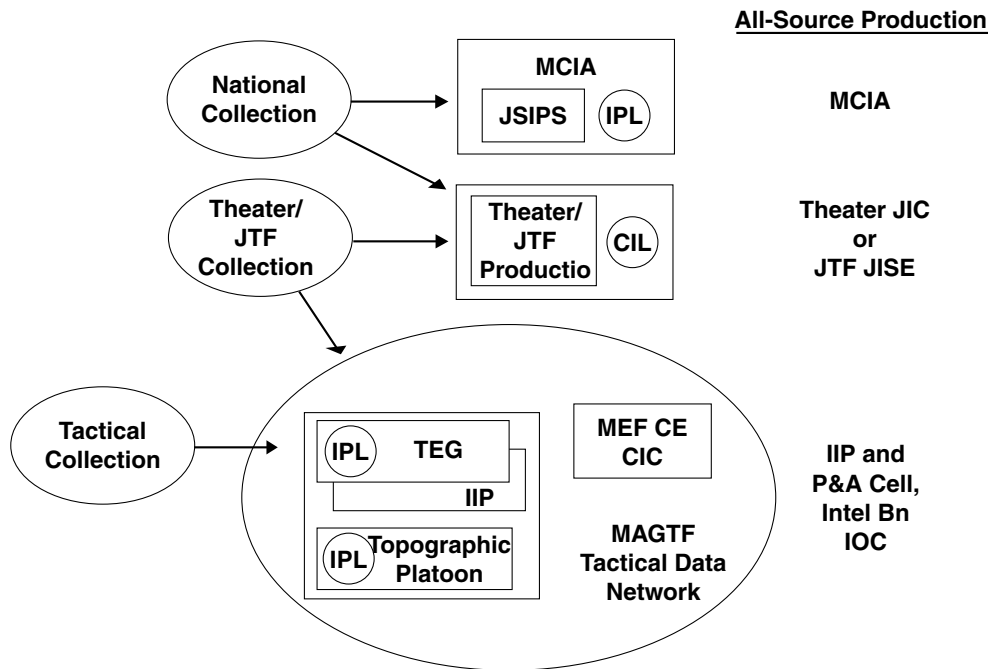 All-Source Production
National
Collection
MCIA
JSIPS
IPL
MCIA
Theater/
JTF
Collection
Theater/
JTF
Productio
CIL
Theater JIC
or
JTF JISE
Tactical
Collection
IPL
TEG
IIP
IPL
Topographic
Platoon
MEF CE
CIC
MAGTF
Tactical Data
Network
IIP and
P&A Cell,
Intel Bn
IOC